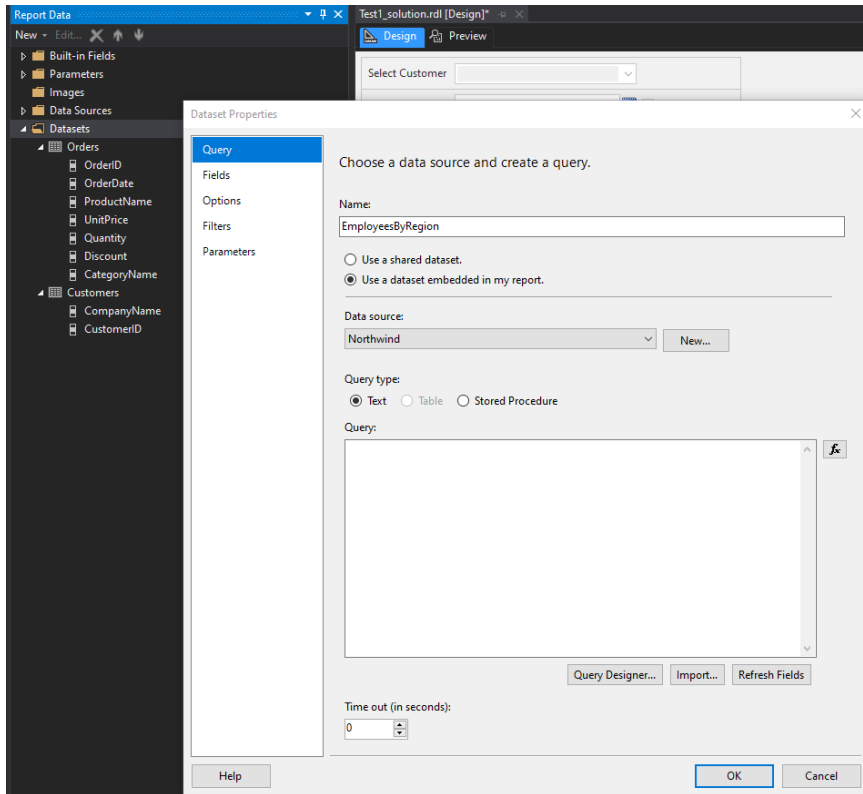 Report Data
New - Edit...
Built-in Fields
Parameters
Images
Data Sources
Datasets
Orders
OrderID
OrderDate
ProductName
UnitPrice
Quantity
Discount
CategoryName
Customers
CompanyName
CustomerID
Test1_solution.rdl [Design]*
Design Preview
Select Customer
Dataset Properties
Query
Fields
Options
Filters
Parameters
Choose a data source and create a query.
Name:
EmployeesByRegion
Use a shared dataset.
Use a dataset embedded in my report.
Data source:
Northwind
New...
Query type:
Text Table Stored Procedure
Query:
fx
Query Designer... Import... Refresh Fields
Time out (in seconds):
0
Help OK Cancel